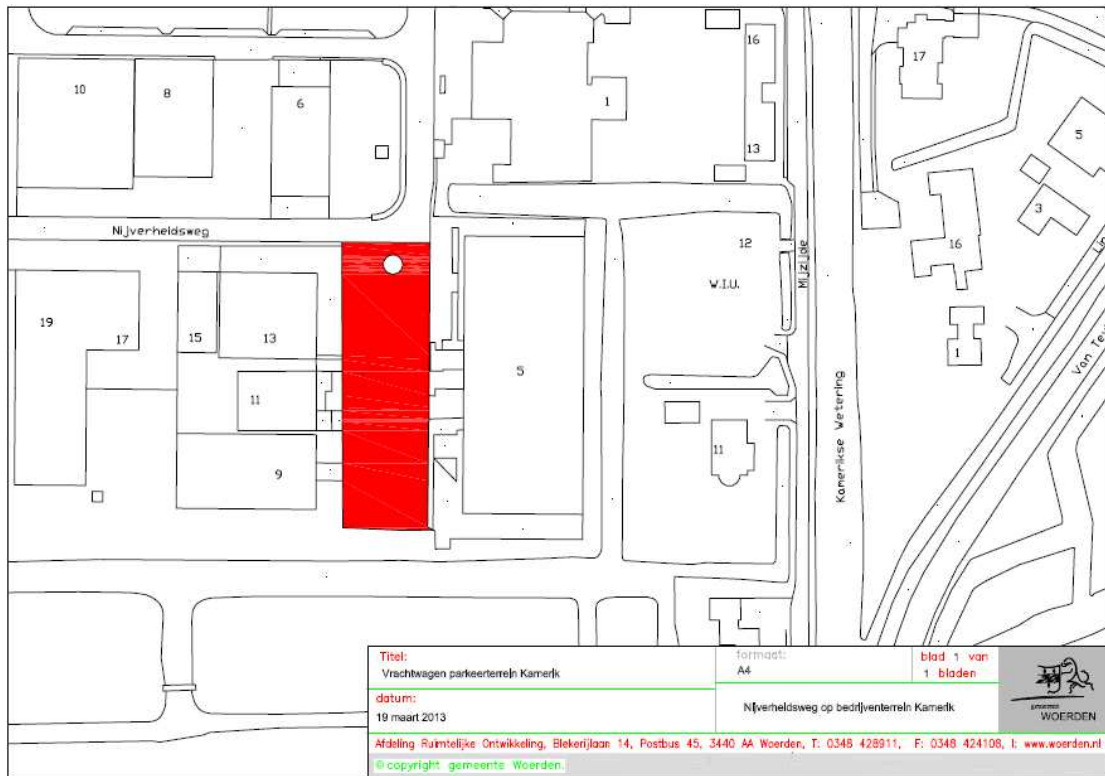 16
17
10
8
6
1
5
13
3
Nijverheidsweg
12
16
W.I.U.
Mijzijde
19
17
15
13
5
1
11
Kamerikse Wetering
11
9
Titel:
Vrachtwagen parkeerterrein Kamerik
formaat:
A4
blad 1 van
1 bladen
datum:
19 maart 2013
Nijverheidsweg op bedrijventerrein Kamerik
gemeente
WOERDEN
Afdeling Ruimtelijke Ontwikkeling, Blekerijlaan 14, Postbus 45, 3440 AA Woerden, T: 0348 428911, F: 0348 424108, I: www.woerden.nl
© copyright gemeente Woerden.